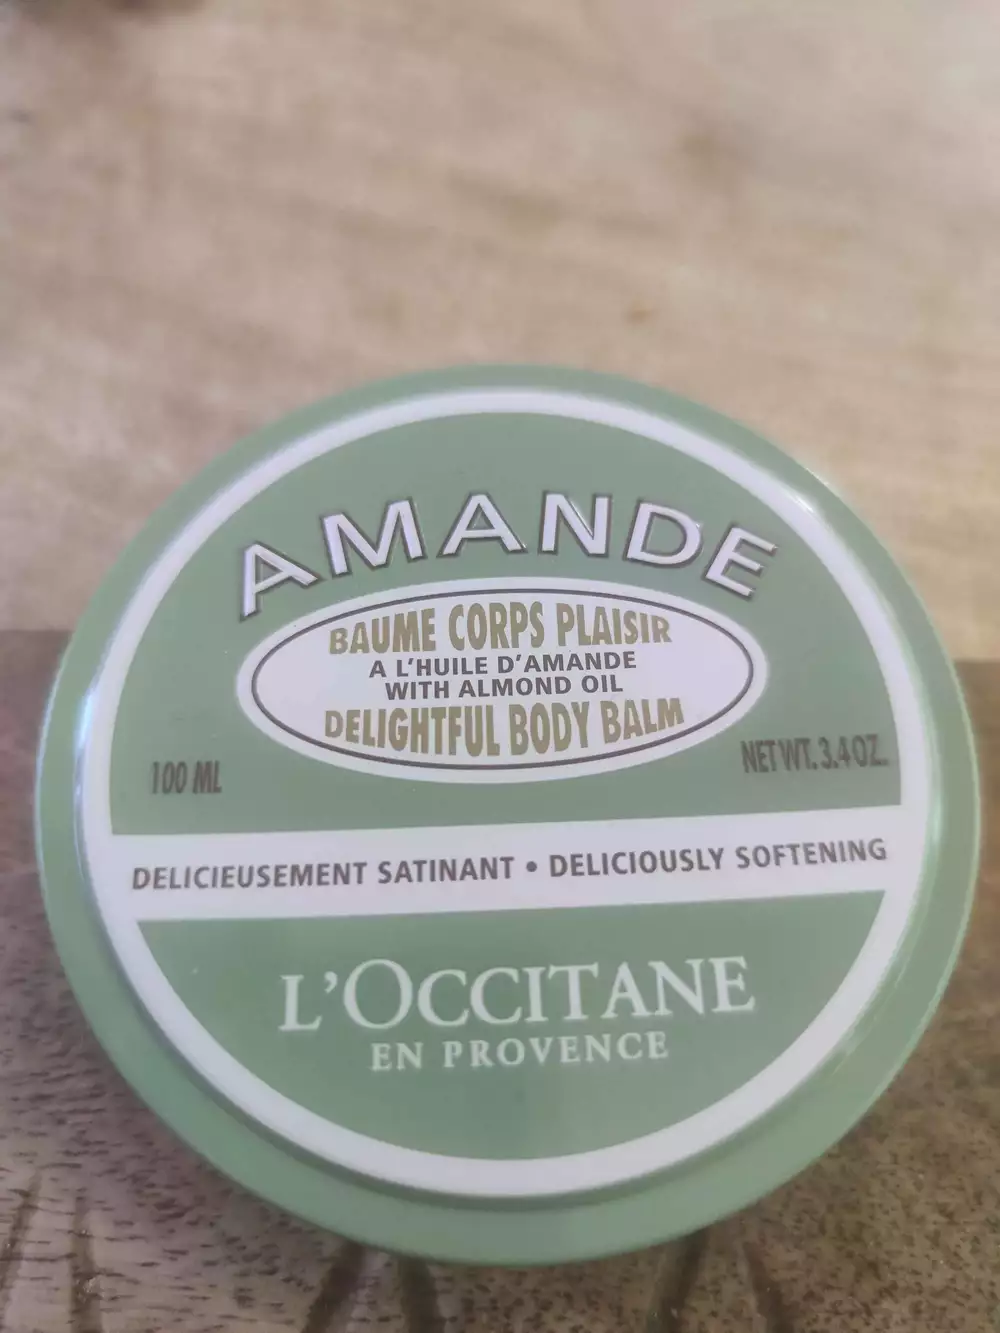 AMANDE
BAUME CORPS PLAISIR
A L'HUILE D'AMANDE
WITH ALMOND OIL
DELIGHTFUL BODY BALM
100 ML
NET WT. 3.4 OZ.
DELICIEUSEMENT SATINANT • DELICIOUSLY SOFTENING
L'OCCITANE
EN PROVENCE